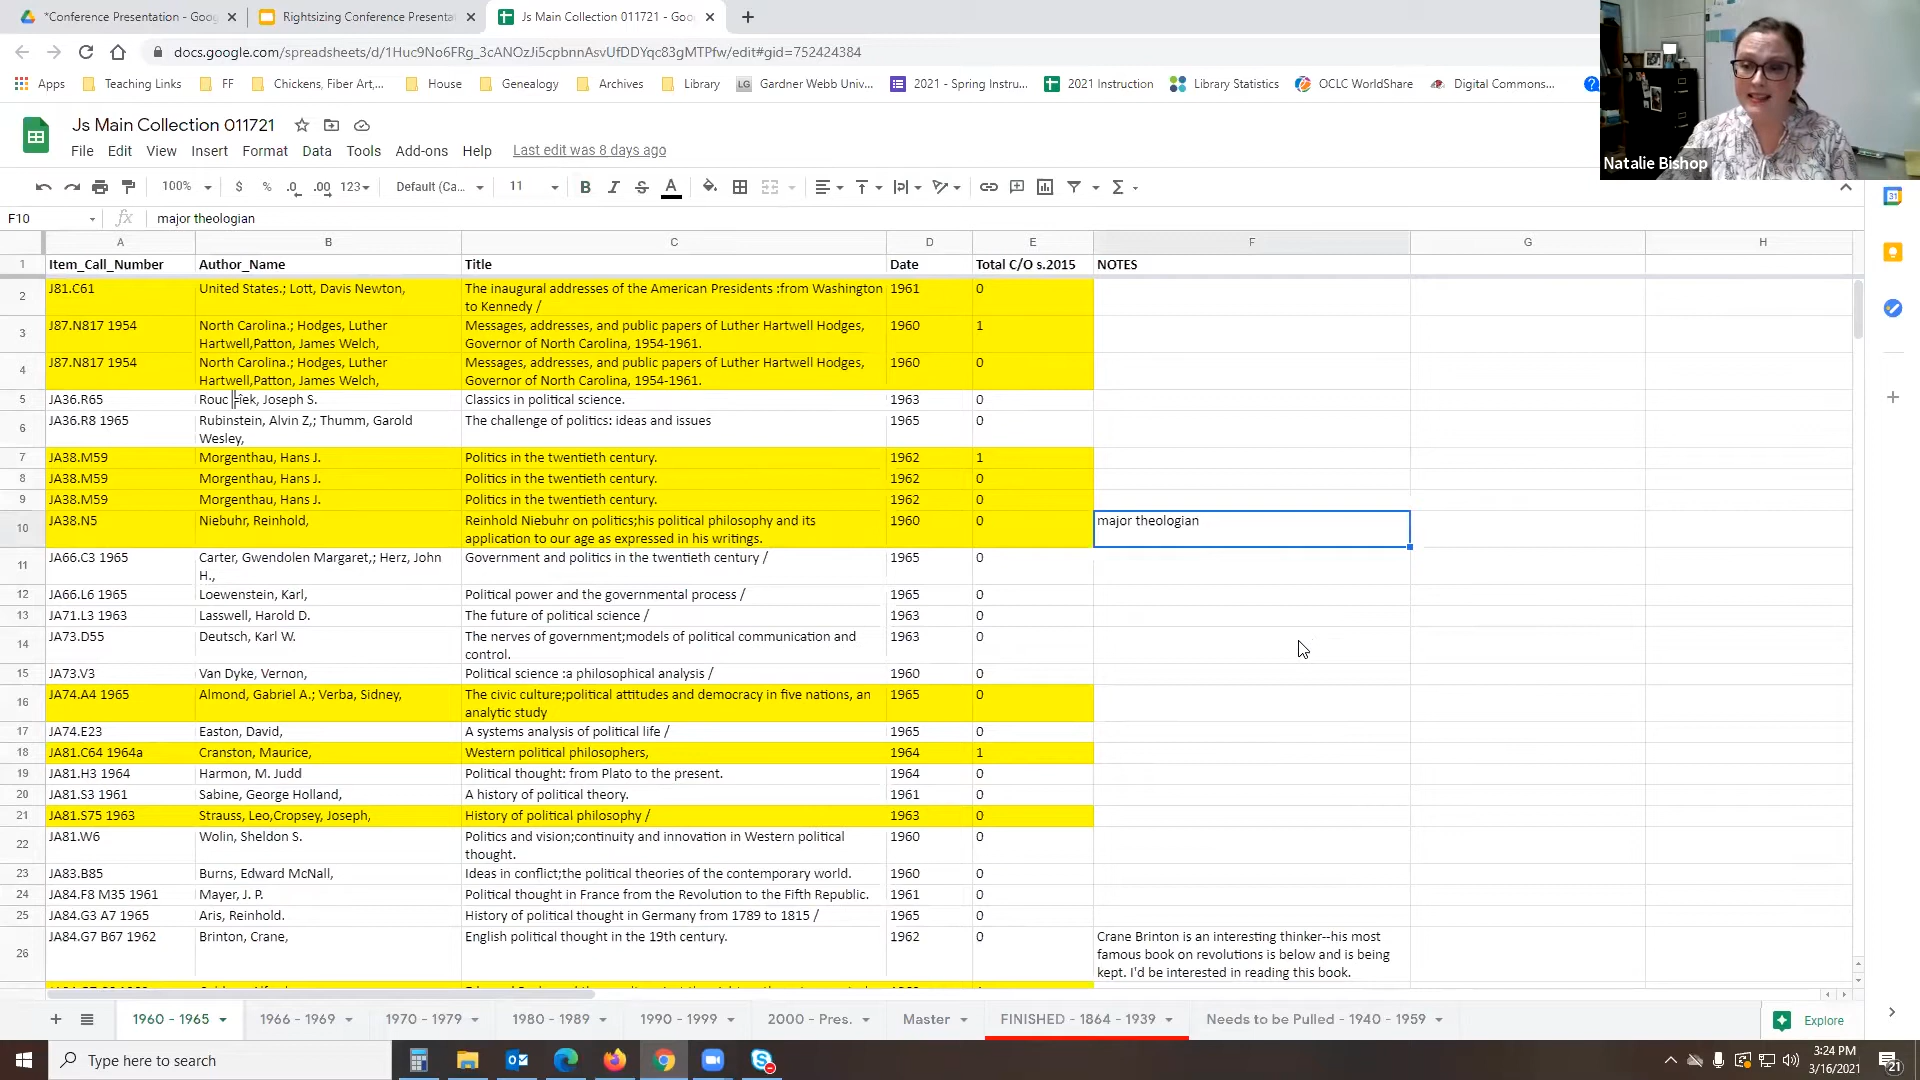 *Conference Presentation - Goog
Rightsizing Conference Presenta
Js Main Collection 011721 - Goo
docs.google.com/spreadsheets/d/1Huc9No6FRg_3cANOzJi5cpbnnAsvUfDDYqc83gMTPfw/edit#gid=752424384
Apps Teaching Links FF Chickens, Fiber Art,... House Genealogy Archives Library LG Gardner Webb Univ... 2021 - Spring Instru... 2021 Instruction Library Statistics OCLC WorldShare Digital Commons...
Natalie Bishop
Js Main Collection 011721
File Edit View Insert Format Data Tools Add-ons Help Last edit was 8 days ago
100% $ % .0 .00 123 Default (Ca... 11 B I S A
31
F10 fx major theologian
A B C D E F G H
1 Item_Call_Number Author_Name Title Date Total C/O s.2015 NOTES
2 J81.C61 United States.; Lott, Davis Newton, The inaugural addresses of the American Presidents :from Washington 1961 0
to Kennedy /
3 J87.N817 1954 North Carolina.; Hodges, Luther Messages, addresses, and public papers of Luther Hartwell Hodges, 1960 1
Hartwell,Patton, James Welch, Governor of North Carolina, 1954-1961.
4 J87.N817 1954 North Carolina.; Hodges, Luther Messages, addresses, and public papers of Luther Hartwell Hodges, 1960 0
Hartwell,Patton, James Welch, Governor of North Carolina, 1954-1961.
5 JA36.R65 Rouc iek, Joseph S. Classics in political science. 1963 0
6 JA36.R8 1965 Rubinstein, Alvin Z,; Thumm, Garold The challenge of politics: ideas and issues 1965 0
Wesley,
7 JA38.M59 Morgenthau, Hans J. Politics in the twentieth century. 1962 1
8 JA38.M59 Morgenthau, Hans J. Politics in the twentieth century. 1962 0
9 JA38.M59 Morgenthau, Hans J. Politics in the twentieth century. 1962 0
10 JA38.N5 Niebuhr, Reinhold, Reinhold Niebuhr on politics;his political philosophy and its 1960 0 major theologian
application to our age as expressed in his writings.
11 JA66.C3 1965 Carter, Gwendolen Margaret,; Herz, John Government and politics in the twentieth century / 1965 0
H.,
12 JA66.L6 1965 Loewenstein, Karl, Political power and the governmental process / 1965 0
13 JA71.L3 1963 Lasswell, Harold D. The future of political science / 1963 0
14 JA73.D55 Deutsch, Karl W. The nerves of government;models of political communication and 1963 0
control.
15 JA73.V3 Van Dyke, Vernon, Political science :a philosophical analysis / 1960 0
16 JA74.A4 1965 Almond, Gabriel A.; Verba, Sidney, The civic culture;political attitudes and democracy in five nations, an 1965 0
analytic study
17 JA74.E23 Easton, David, A systems analysis of political life / 1965 0
18 JA81.C64 1964a Cranston, Maurice, Western political philosophers, 1964 1
19 JA81.H3 1964 Harmon, M. Judd Political thought: from Plato to the present. 1964 0
20 JA81.S3 1961 Sabine, George Holland, A history of political theory. 1961 0
21 JA81.S75 1963 Strauss, Leo,Cropsey, Joseph, History of political philosophy / 1963 0
22 JA81.W6 Wolin, Sheldon S. Politics and vision;continuity and innovation in Western political 1960 0
thought.
23 JA83.B85 Burns, Edward McNall, Ideas in conflict;the political theories of the contemporary world. 1960 0
24 JA84.F8 M35 1961 Mayer, J. P. Political thought in France from the Revolution to the Fifth Republic. 1961 0
25 JA84.G3 A7 1965 Aris, Reinhold. History of political thought in Germany from 1789 to 1815 / 1965 0
26 JA84.G7 B67 1962 Brinton, Crane, English political thought in the 19th century. 1962 0 Crane Brinton is an interesting thinker--his most
famous book on revolutions is below and is being
kept. I'd be interested in reading this book.
1960 - 1965 1966 - 1969 1970 - 1979 1980 - 1989 1990 - 1999 2000 - Pres. Master FINISHED - 1864 - 1939 Needs to be Pulled - 1940 - 1959 Explore
Type here to search
3:24 PM
3/16/2021
21